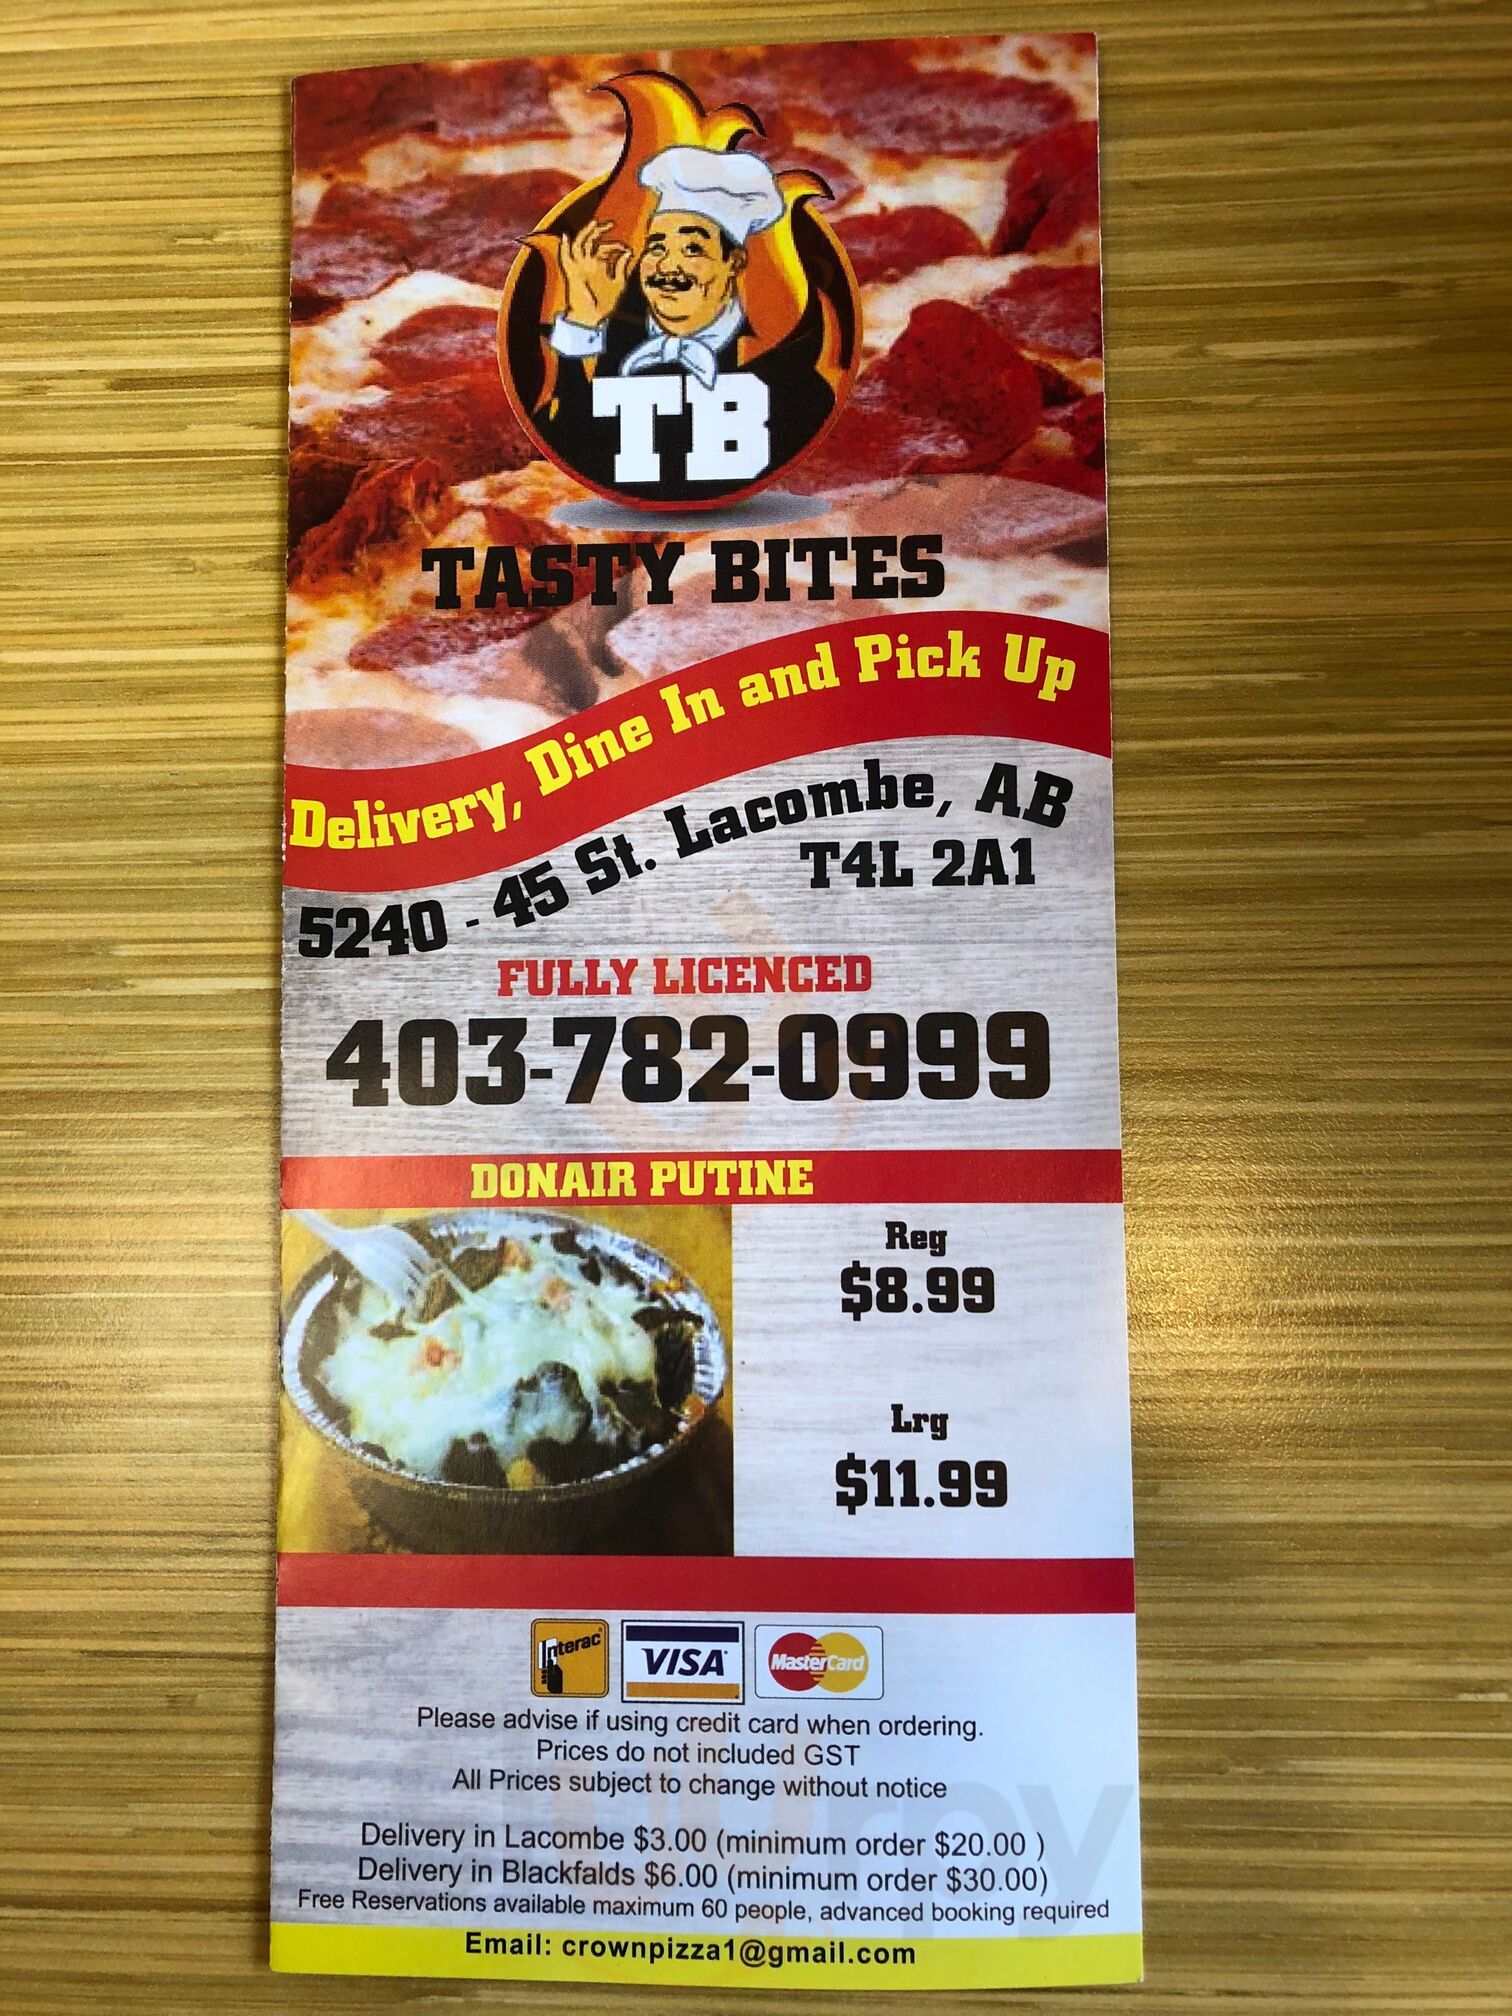 TB
TASTY BITES
Delivery, Dine In and Pick Up
5240 - 45 St. Lacombe, AB
T4L 2A1
FULLY LICENCED
403-782-0999
DONAIR PUTINE
Reg
$8.99
Lrg
$11.99
Interac VISA MasterCard
Please advise if using credit card when ordering.
Prices do not included GST
All Prices subject to change without notice
Delivery in Lacombe $3.00 (minimum order $20.00 )
Delivery in Blackfalds $6.00 (minimum order $30.00)
Free Reservations available maximum 60 people, advanced booking required
Email: crownpizza1@gmail.com